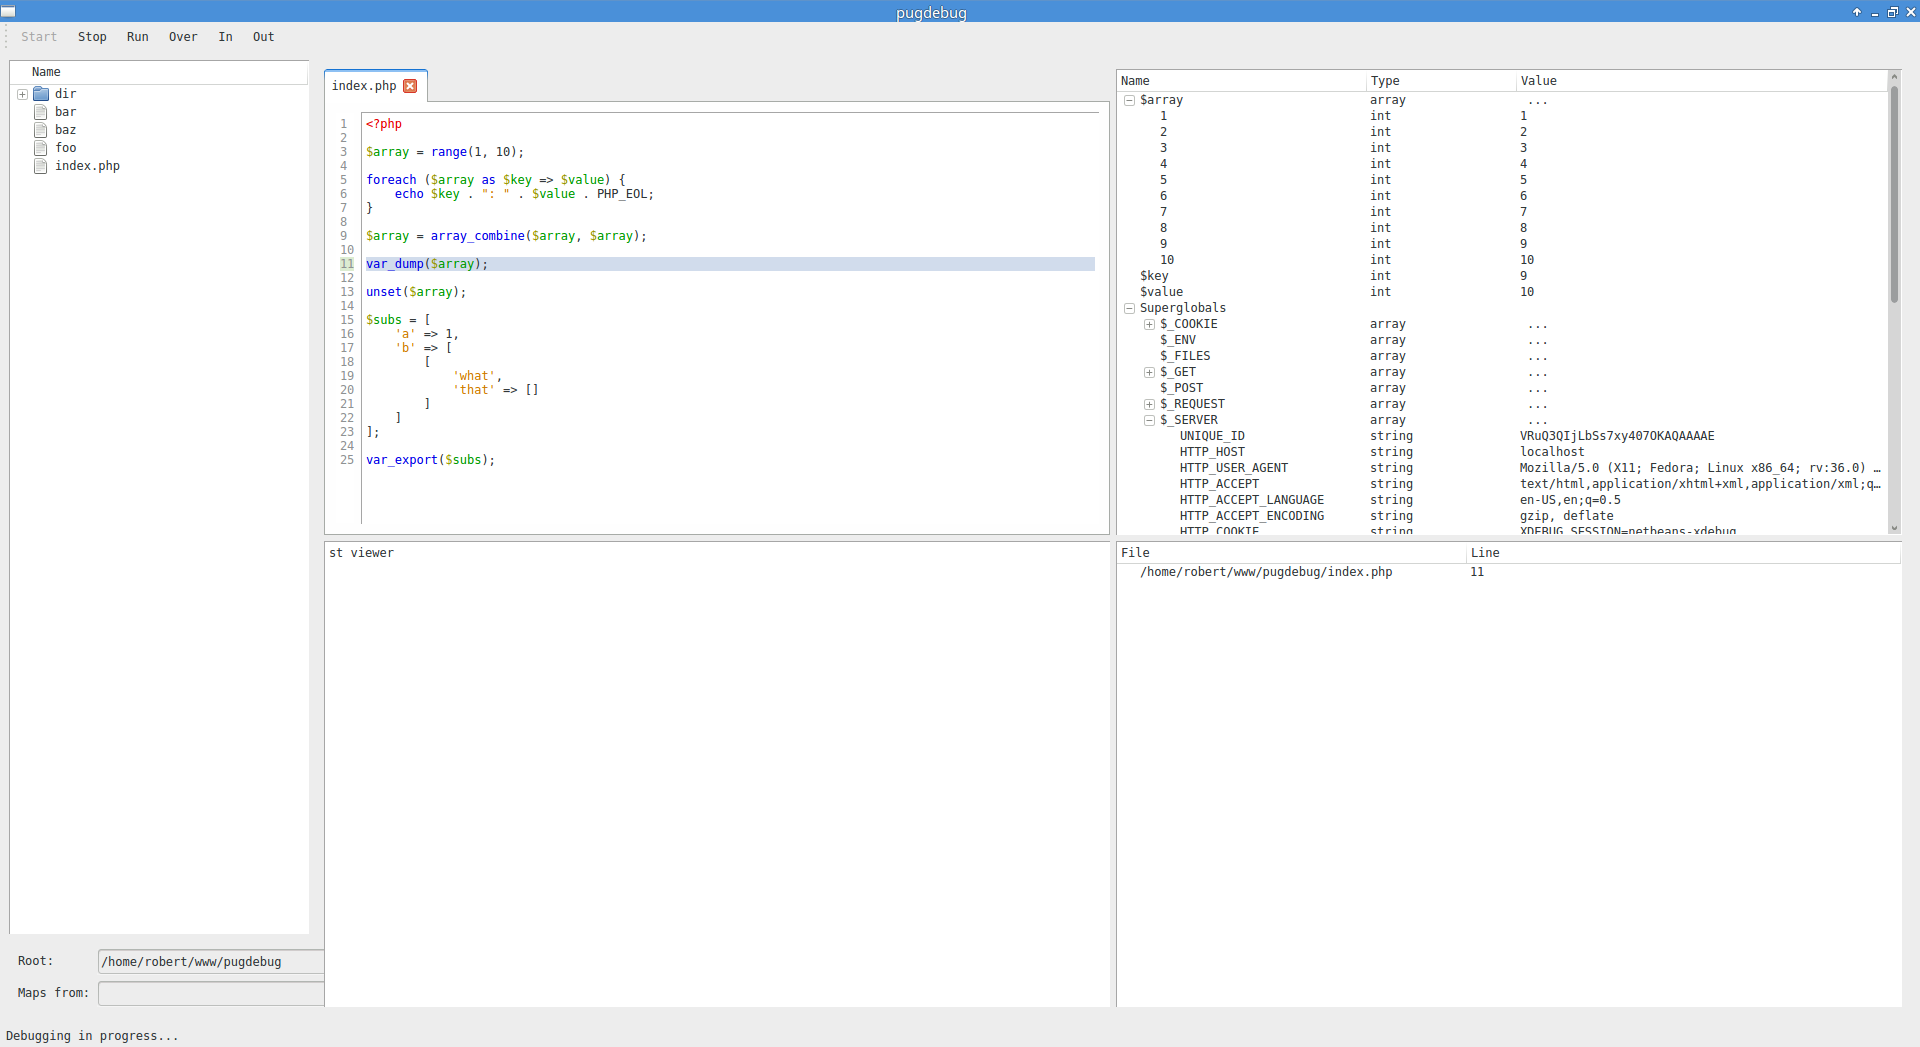 pugdebug
Start Stop Run Over In Out
Name
dir
bar
baz
foo
index.php
Root: /home/robert/www/pugdebug
Maps from:
index.php
1 <?php
2
3 $array = range(1, 10);
4
5 foreach ($array as $key => $value) {
6     echo $key . ": " . $value . PHP_EOL;
7 }
8
9 $array = array_combine($array, $array);
10
11 var_dump($array);
12
13 unset($array);
14
15 $subs = [
16     'a' => 1,
17     'b' => [
18         [
19             'what',
20             'that' => []
21         ]
22     ]
23 ];
24
25 var_export($subs);
st viewer
Name Type Value
$array array ...
1 int 1
2 int 2
3 int 3
4 int 4
5 int 5
6 int 6
7 int 7
8 int 8
9 int 9
10 int 10
$key int 9
$value int 10
Superglobals
$_COOKIE array ...
$_ENV array ...
$_FILES array ...
$_GET array ...
$_POST array ...
$_REQUEST array ...
$_SERVER array ...
UNIQUE_ID string VRuQ3QIjLbSs7xy407OKAQAAAAE
HTTP_HOST string localhost
HTTP_USER_AGENT string Mozilla/5.0 (X11; Fedora; Linux x86_64; rv:36.0) …
HTTP_ACCEPT string text/html,application/xhtml+xml,application/xml;q…
HTTP_ACCEPT_LANGUAGE string en-US,en;q=0.5
HTTP_ACCEPT_ENCODING string gzip, deflate
HTTP_COOKIE string XDEBUG_SESSION=netbeans-xdebug
File Line
/home/robert/www/pugdebug/index.php 11
Debugging in progress...